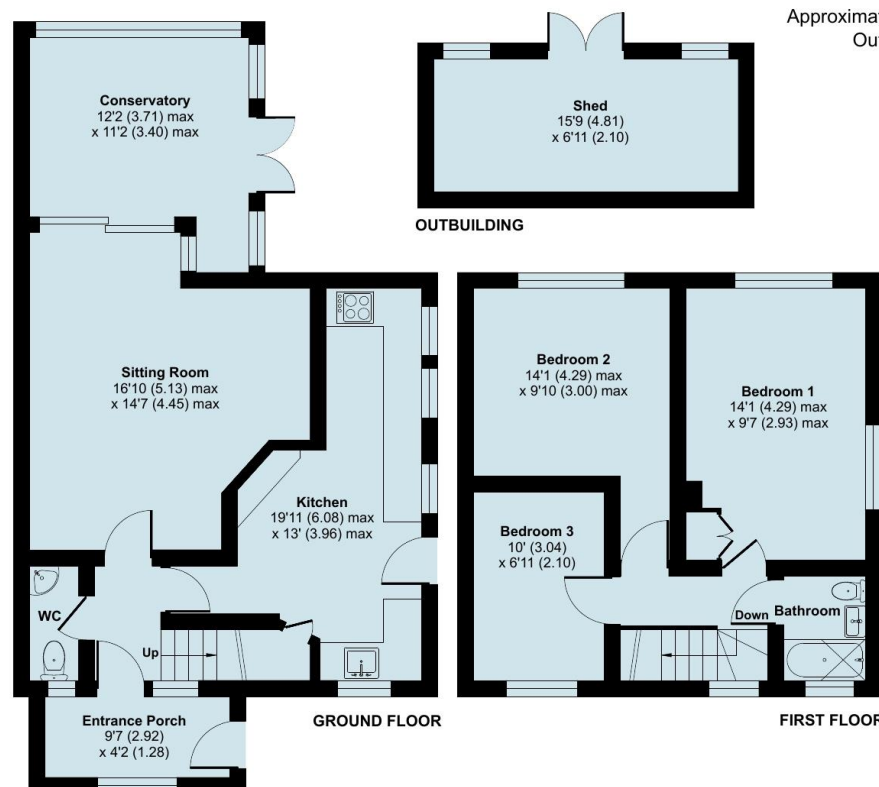 Approximat
Out
Conservatory
12'2 (3.71) max
x 11'2 (3.40) max
Shed
15'9 (4.81)
x 6'11 (2.10)
OUTBUILDING
Sitting Room
16'10 (5.13) max
x 14'7 (4.45) max
Kitchen
19'11 (6.08) max
x 13' (3.96) max
WC
Up
Entrance Porch
9'7 (2.92)
x 4'2 (1.28)
GROUND FLOOR
Bedroom 2
14'1 (4.29) max
x 9'10 (3.00) max
Bedroom 1
14'1 (4.29) max
x 9'7 (2.93) max
Bedroom 3
10' (3.04)
x 6'11 (2.10)
Down
Bathroom
FIRST FLOOR